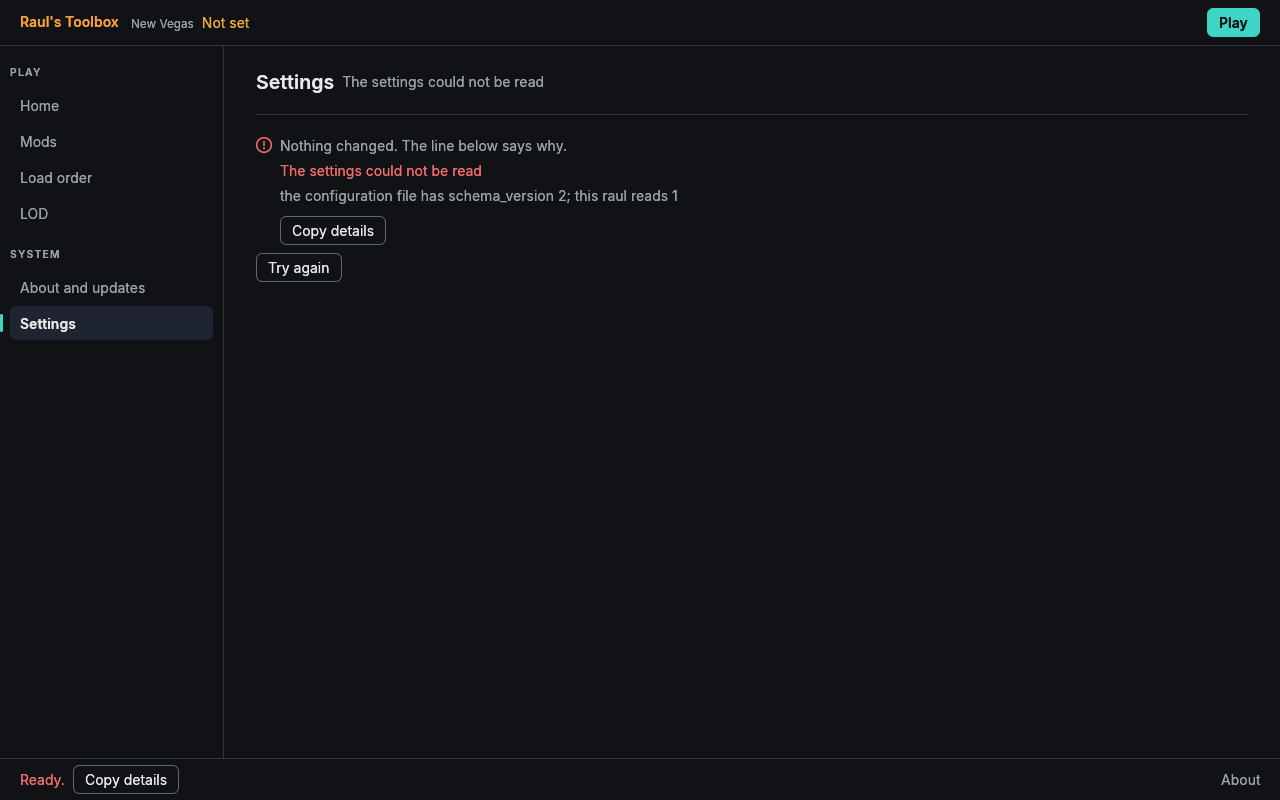 Raul's Toolbox New Vegas Not set Play
PLAY
Home
Mods
Load order
LOD
SYSTEM
About and updates
Settings
Settings The settings could not be read
Nothing changed. The line below says why.
The settings could not be read
the configuration file has schema_version 2; this raul reads 1
Copy details
Try again
Ready. Copy details About